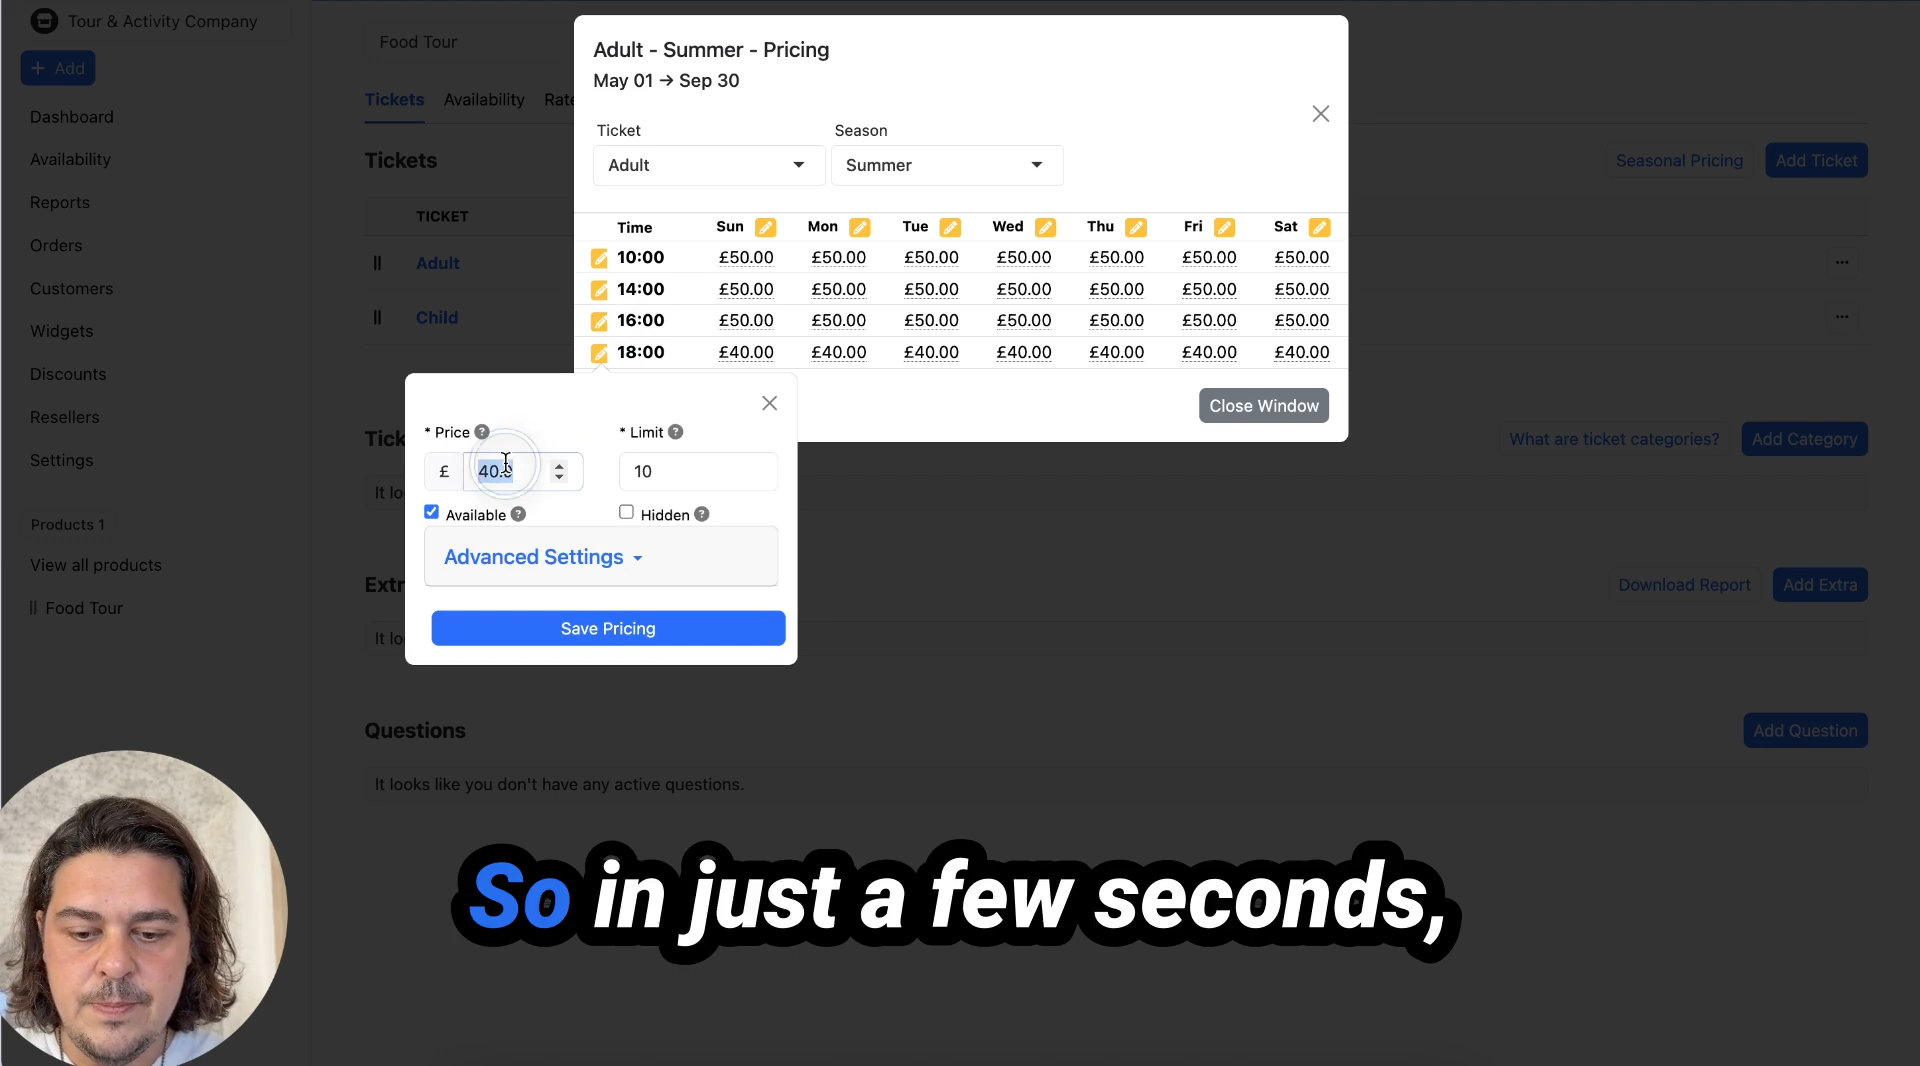 Tour & Activity Company
+ Add
Dashboard
Availability
Reports
Orders
Customers
Widgets
Discounts
Resellers
Settings
Products 1
View all products
Food Tour
Food Tour
Tickets Availability Rate
Tickets
Seasonal Pricing Add Ticket
TICKET
Adult
Child
What are ticket categories? Add Category
It lo
Extr
Download Report Add Extra
It lo
Questions
Add Question
It looks like you don't have any active questions.
Adult - Summer - Pricing
May 01 → Sep 30
Ticket Season
Adult Summer
Time Sun Mon Tue Wed Thu Fri Sat
10:00 £50.00 £50.00 £50.00 £50.00 £50.00 £50.00 £50.00
14:00 £50.00 £50.00 £50.00 £50.00 £50.00 £50.00 £50.00
16:00 £50.00 £50.00 £50.00 £50.00 £50.00 £50.00 £50.00
18:00 £40.00 £40.00 £40.00 £40.00 £40.00 £40.00 £40.00
Close Window
* Price ? * Limit ?
£ 40.0 10
Available ? Hidden ?
Advanced Settings
Save Pricing
So in just a few seconds,